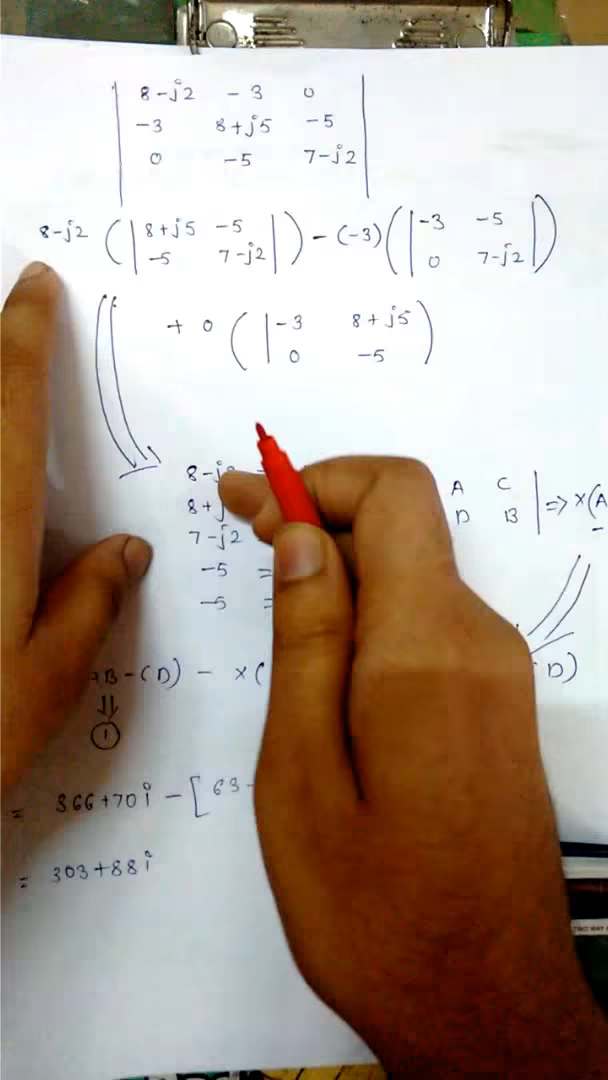 8-j2 -3 0
-3 8+j5 -5
0 -5 7-j2
8-j2 (| 8+j5 -5 |) - (-3) (| -3 -5 |)
-5 7-j2 0 7-j2
+ 0 (| -3 8+j5 )
0 -5
8-j
8+j
7-j2
-5 =
-5 =
A C
D B | => x(A
D)
B-(D) - x(
①
= 366+70i - [ 63-
= 303+88i